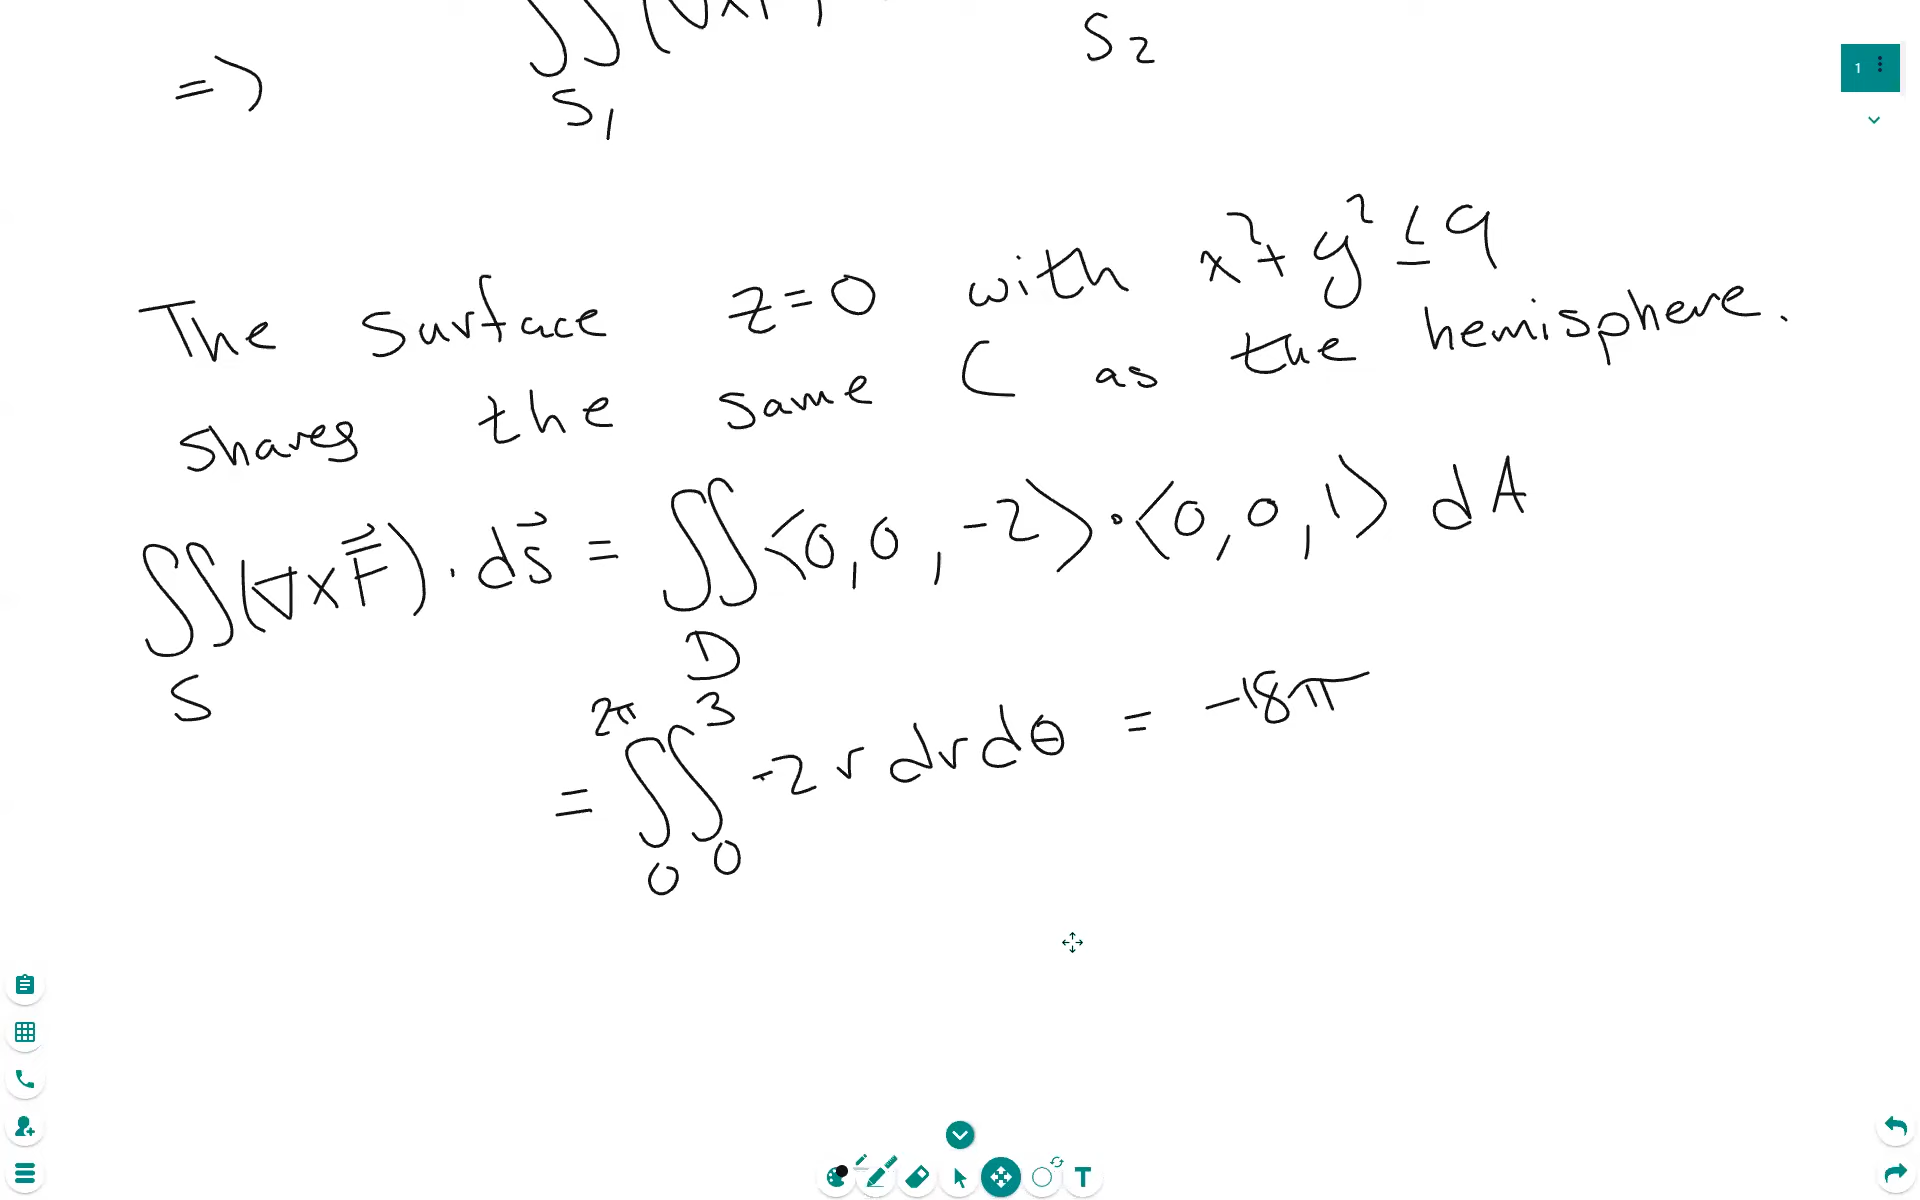 1
=> ∬(∇×F)
S₁ S₂
The surface z=0 with x²+y²≤9
shares the same C as the hemisphere.
∬(∇×F⃗)·ds⃗ = ∬⟨0,0,-2⟩·⟨0,0,1⟩ dA
S D
2π 3
= ∬ -2 r dr dθ = -18π
0 0
T